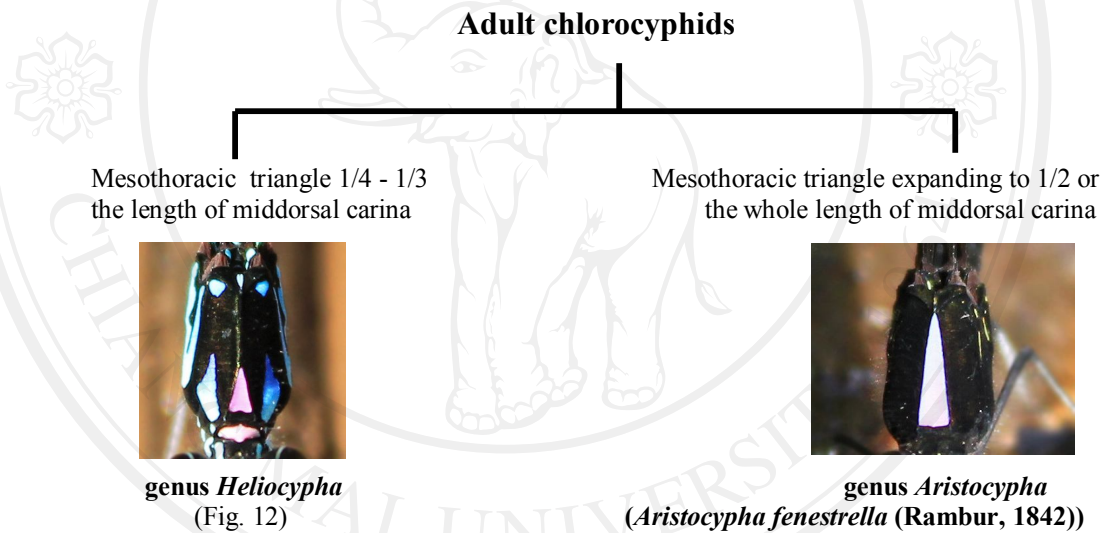 Adult chlorocyphids
Mesothoracic triangle 1/4 - 1/3
the length of middorsal carina
Mesothoracic triangle expanding to 1/2 or
the whole length of middorsal carina
genus Heliocypha
(Fig. 12)
genus Aristocypha
(Aristocypha fenestrella (Rambur, 1842))